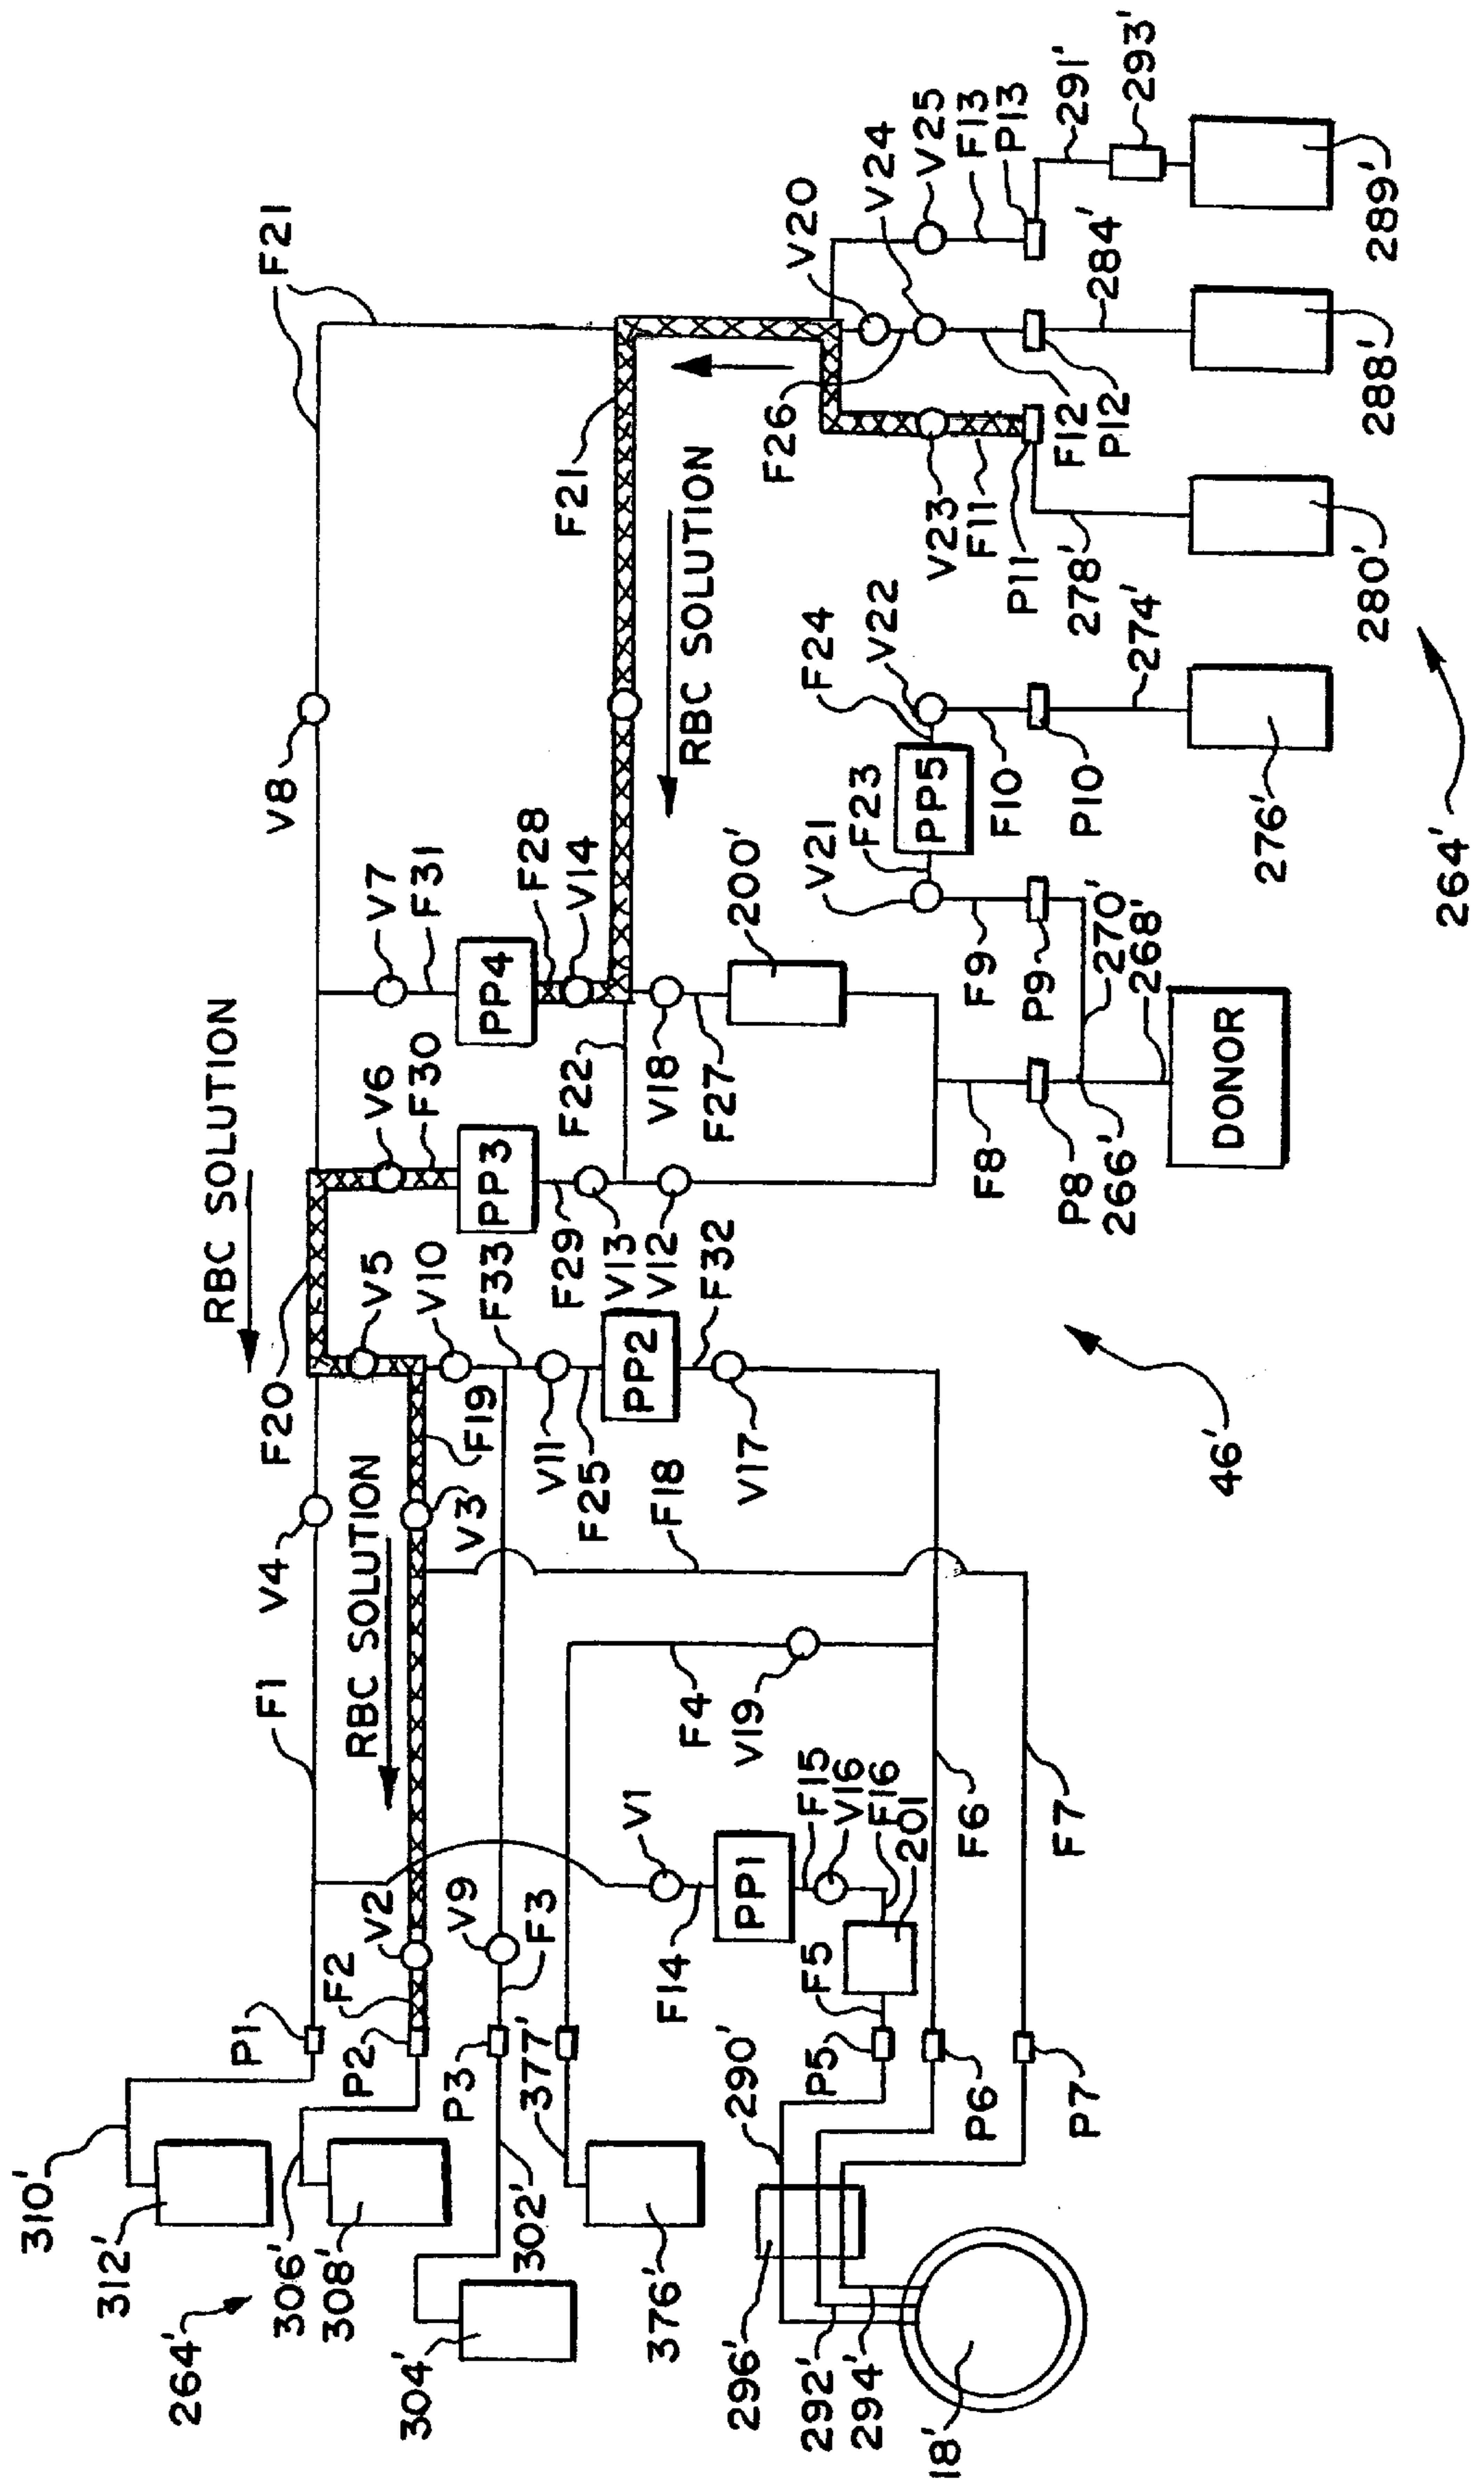 310'
312'
264'
306'
308'
304'
302'
377'
376'
296'
290'
292'
294'
18'
P1
P2
P3
P5
P6
P7
F1
F2
V2
V9
F3
V1
F14
PP1
F15
V16
F16
201
F5
F6
F7
F4
V19
F18
V4
V3
RBC SOLUTION
F20
F19
V5
V10
F33
V11
F25
PP2
F32
V17
46'
RBC SOLUTION
V6
F30
PP3
F29
V13
V12
F22
V7
F31
PP4
F28
V14
V18
F27
200'
F8
P8
266'
DONOR
268'
270'
P9
F9
V21
F23
PP5
F24
V22
F10
P10
274'
276'
264'
V8
F21
F21
RBC SOLUTION
F26
V23
F11
P11
278'
280'
V20
V24
F12
P12
284'
288'
V25
F13
P13
291'
293'
289'